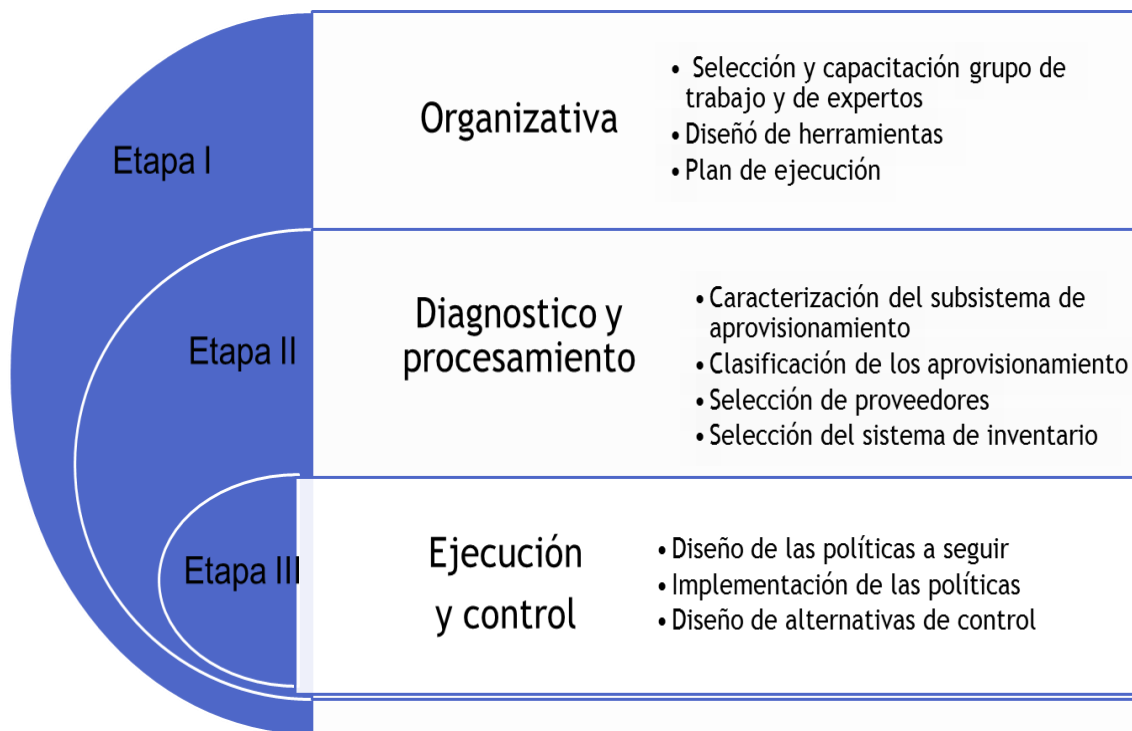 Etapa I
Organizativa
• Selección y capacitación grupo de
trabajo y de expertos
• Diseñó de herramientas
• Plan de ejecución
Etapa II
Diagnostico y
procesamiento
• Caracterización del subsistema de
aprovisionamiento
• Clasificación de los aprovisionamiento
• Selección de proveedores
• Selección del sistema de inventario
Etapa III
Ejecución
y control
• Diseño de las políticas a seguir
• Implementación de las políticas
• Diseño de alternativas de control